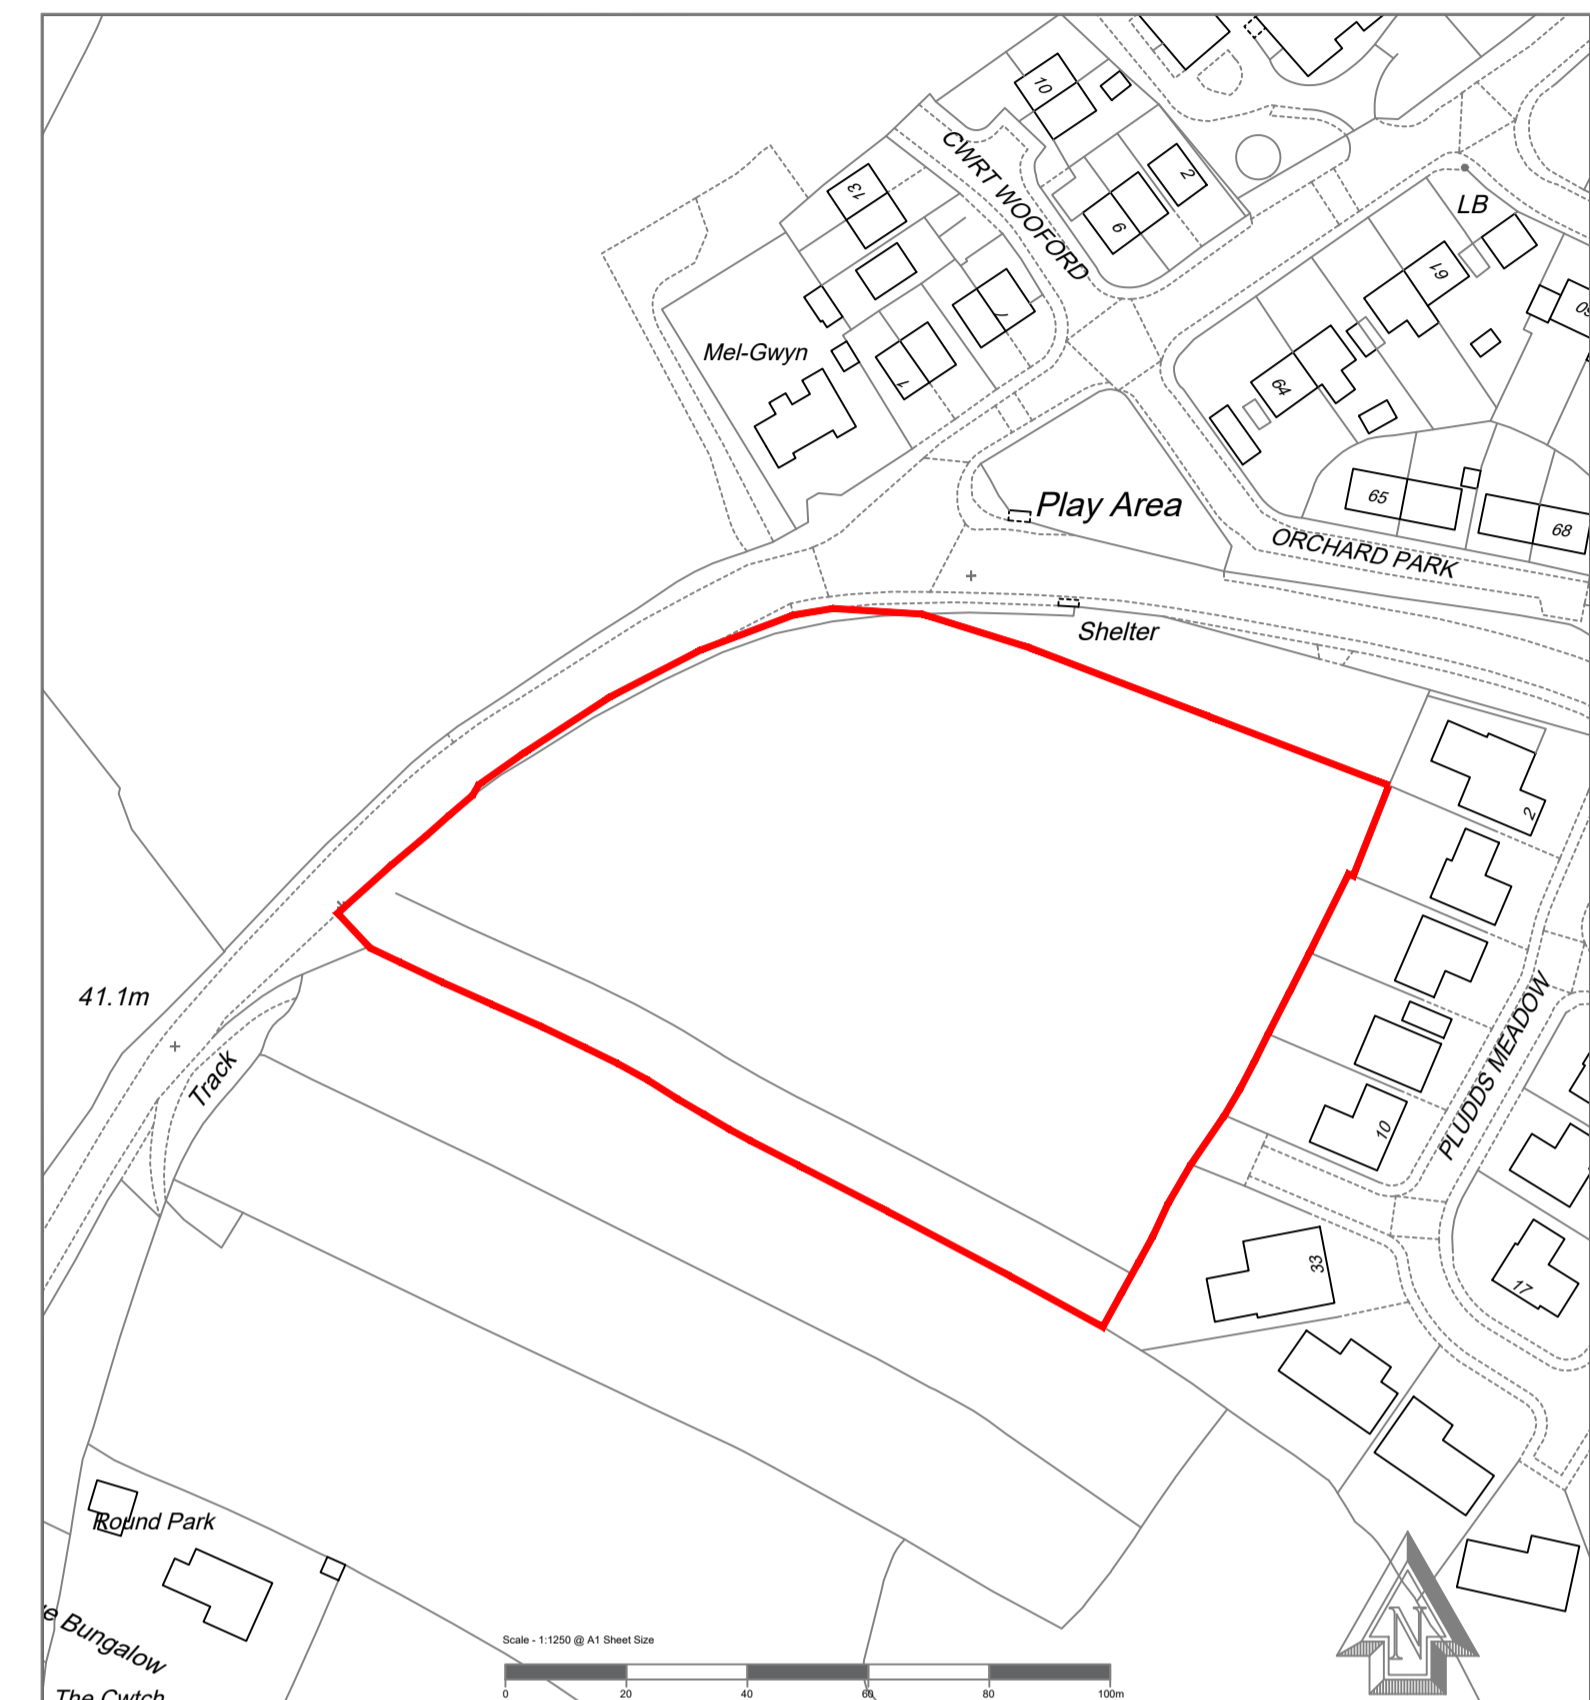 10
CWRT WOOFORD
13
2
6
LB
61
7
Mel-Gwyn
1
64
Play Area
65
68
ORCHARD PARK
Shelter
2
41.1m
Track
PLUDDS MEADOW
10
33
17
Round Park
Bungalow
The Cwtch
Scale - 1:1250 @ A1 Sheet Size
0 20 40 60 80 100m
N